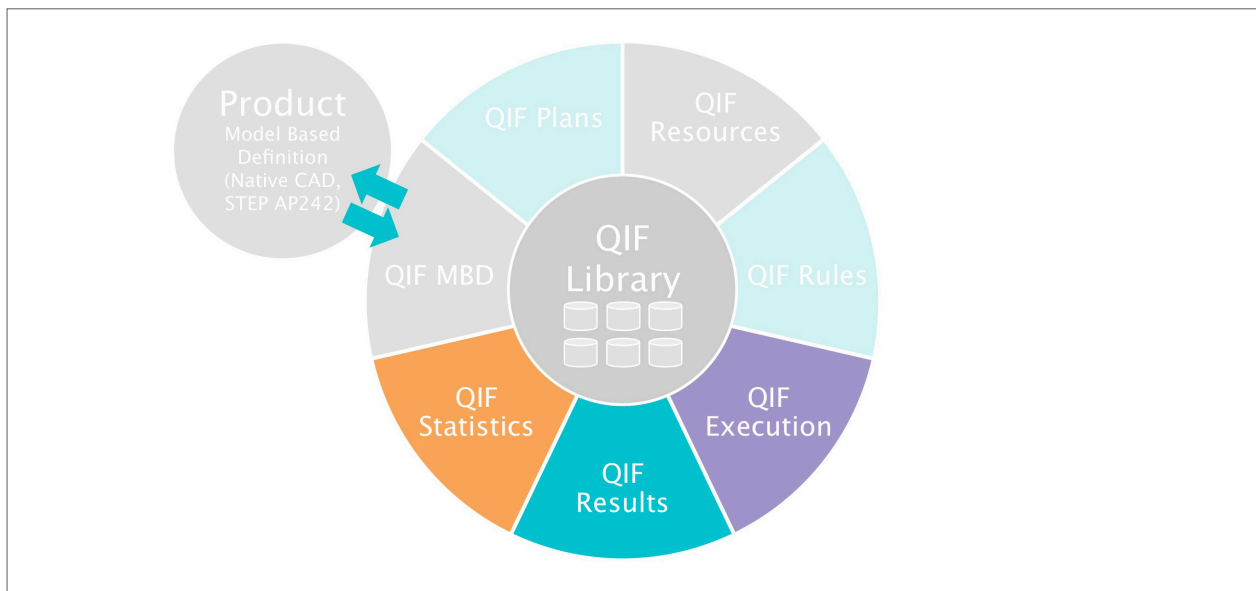 Product
Model Based
Definition
(Native CAD,
STEP AP242)
QIF Plans
QIF
Resources
QIF MBD
QIF
Library
QIF Rules
QIF
Statistics
QIF
Results
QIF
Execution